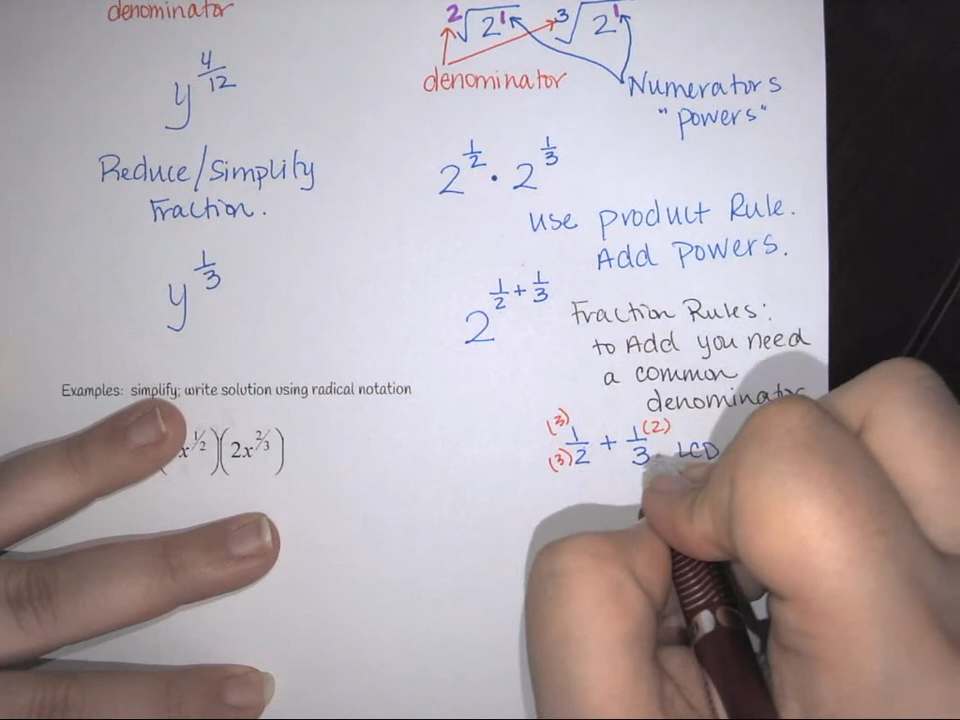 denominator
y^{4/12}
Reduce/Simplify
Fraction.
y^{1/3}
²√2¹ ³√2¹
denominator
Numerators
"powers"
2^{1/2} · 2^{1/3}
Use Product Rule.
Add Powers.
2^{1/2 + 1/3}
Fraction Rules:
to Add you need
a common
denominator
(3)1/(3)2 + 1(2)/3 LCD
Examples: simplify; write solution using radical notation
x^{1/2})(2x^{2/3})